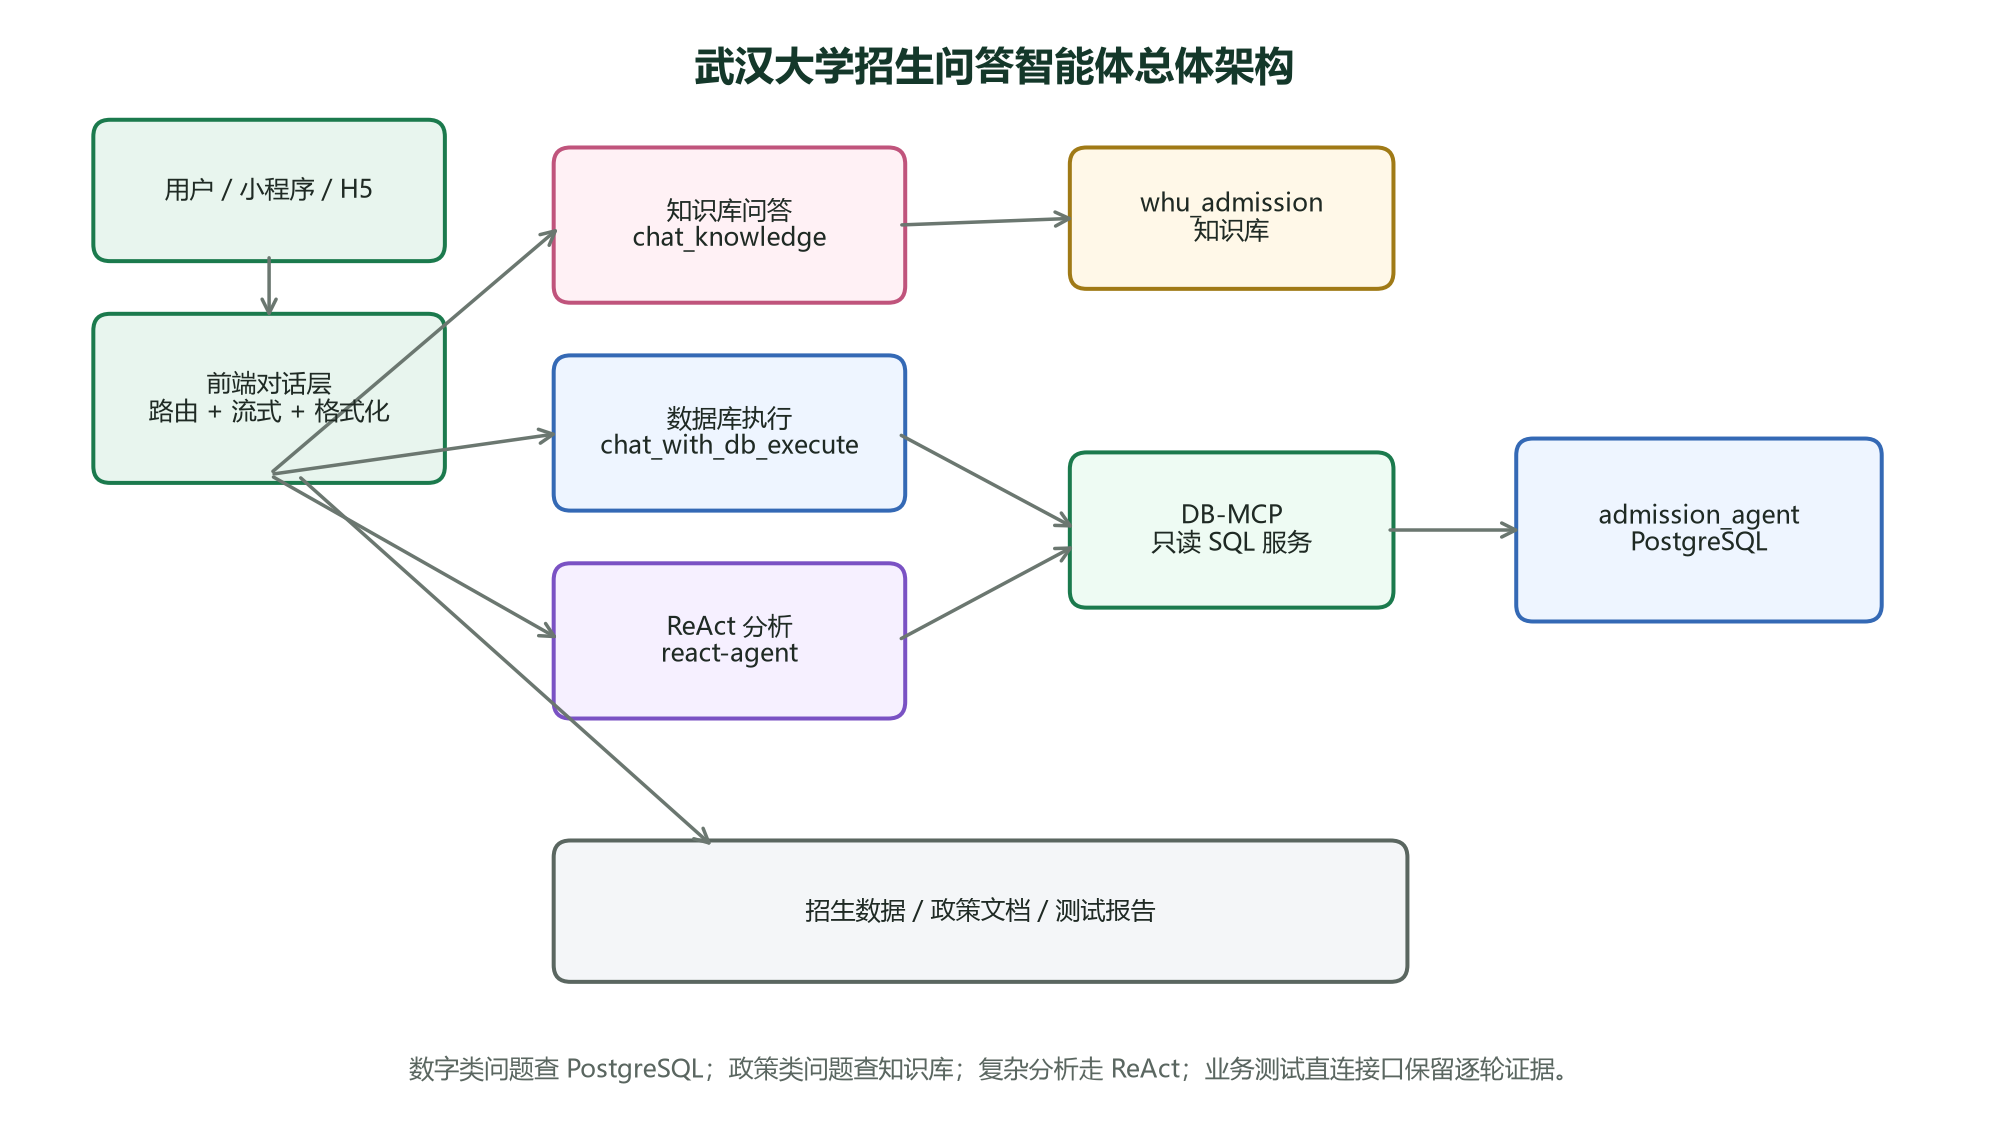 武汉大学招生问答智能体总体架构
用户 / 小程序 / H5
前端对话层
路由 + 流式 + 格式化
知识库问答
chat_knowledge
whu_admission
知识库
数据库执行
chat_with_db_execute
ReAct 分析
react-agent
DB-MCP
只读 SQL 服务
admission_agent
PostgreSQL
招生数据 / 政策文档 / 测试报告
数字类问题查 PostgreSQL；政策类问题查知识库；复杂分析走 ReAct；业务测试直连接口保留逐轮证据。